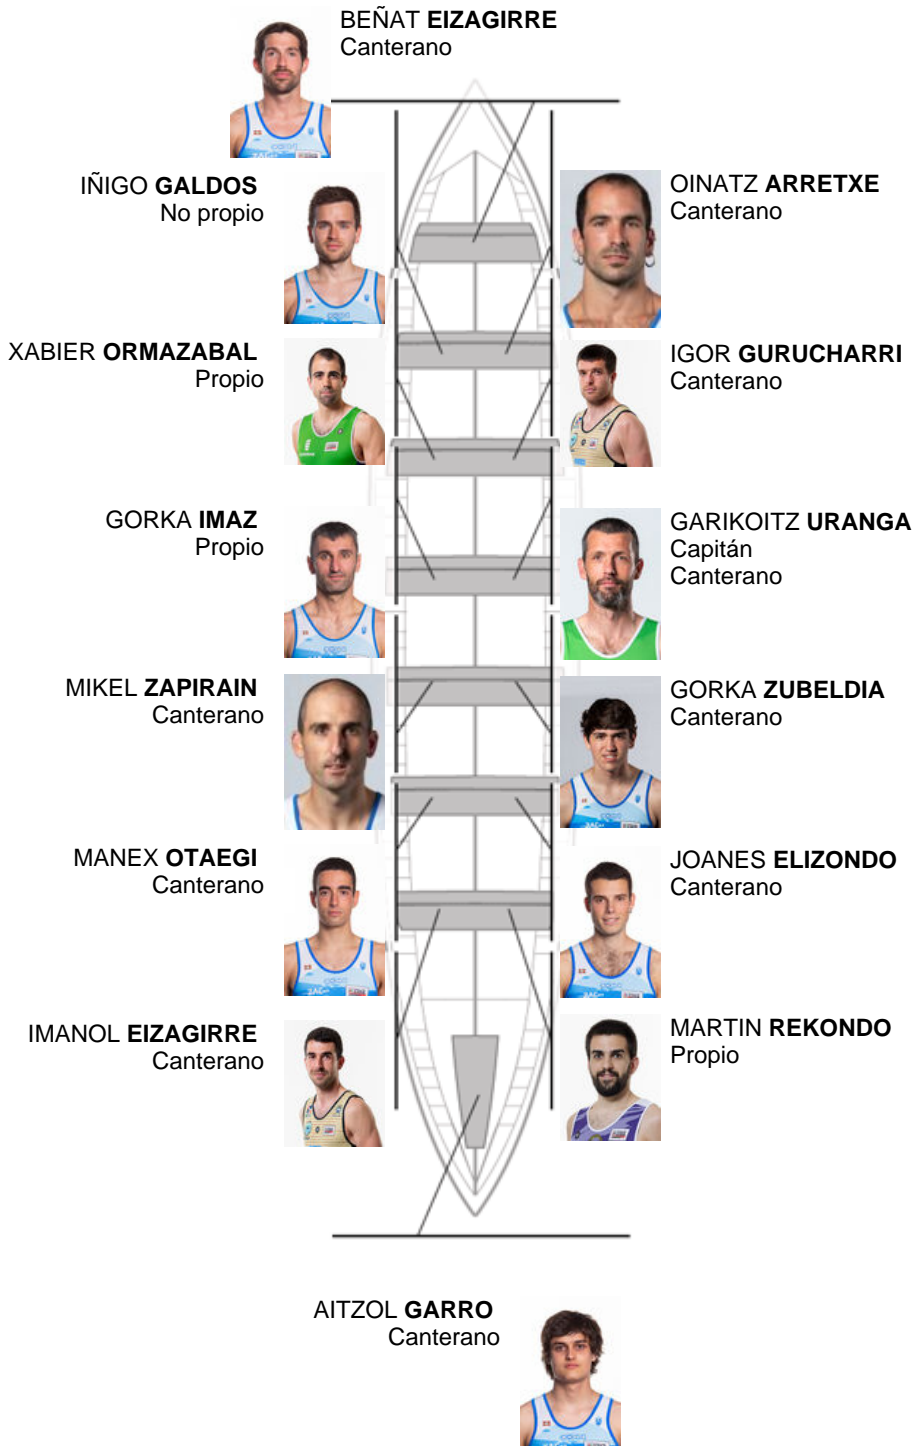 BEÑAT EIZAGIRRE
Canterano
IÑIGO GALDOS
No propio
OINATZ ARRETXE
Canterano
XABIER ORMAZABAL
Propio
IGOR GURUCHARRI
Canterano
GORKA IMAZ
Propio
GARIKOITZ URANGA
Capitán
Canterano
MIKEL ZAPIRAIN
Canterano
GORKA ZUBELDIA
Canterano
MANEX OTAEGI
Canterano
JOANES ELIZONDO
Canterano
IMANOL EIZAGIRRE
Canterano
MARTIN REKONDO
Propio
AITZOL GARRO
Canterano